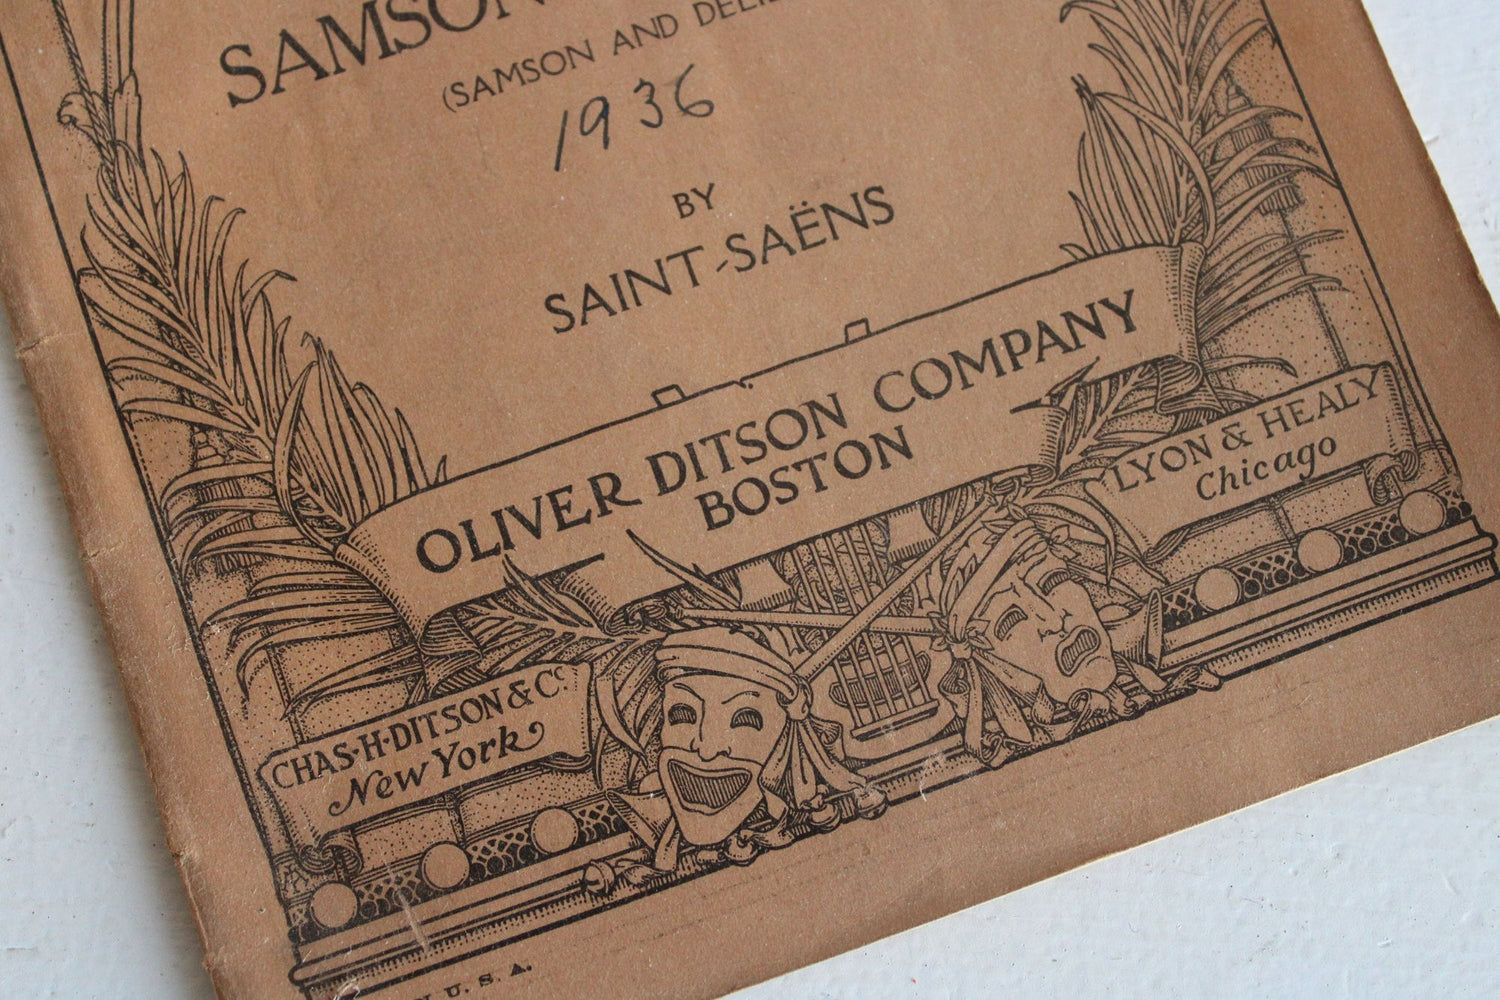 SAMSON
(SAMSON AND
1936
BY
SAINT-SAËNS
OLIVER DITSON COMPANY
BOSTON
LYON & HEALY
Chicago
CHAS·H·DITSON & Co.
New York
U. S. A.